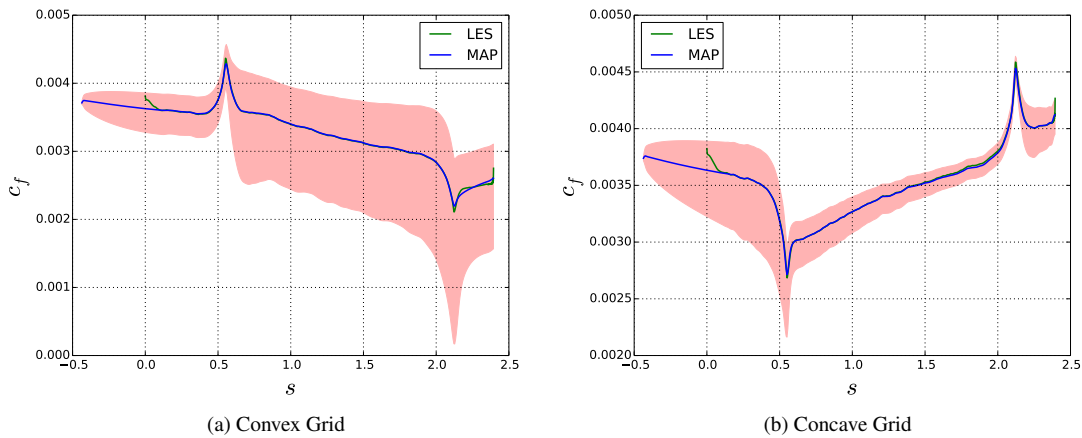 0.005
0.004
0.003
0.002
0.001
0.000
c_f
−0.5 0.0 0.5 1.0 1.5 2.0 2.5
s
LES
MAP
(a) Convex Grid
0.0050
0.0045
0.0040
0.0035
0.0030
0.0025
0.0020
c_f
−0.5 0.0 0.5 1.0 1.5 2.0 2.5
s
LES
MAP
(b) Concave Grid